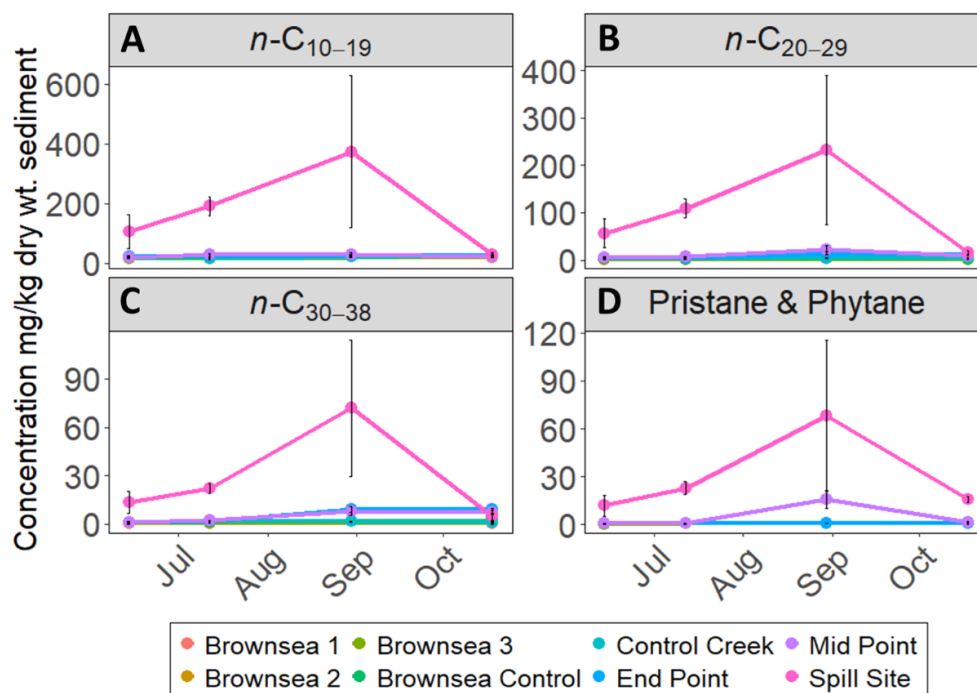 Concentration mg/kg dry wt. sediment
A n-C₁₀₋₁₉
600
400
200
0
B n-C₂₀₋₂₉
400
300
200
100
0
C n-C₃₀₋₃₈
90
60
30
0
Jul Aug Sep Oct
D Pristane & Phytane
120
90
60
30
0
Jul Aug Sep Oct
Brownsea 1 Brownsea 3 Control Creek Mid Point
Brownsea 2 Brownsea Control End Point Spill Site